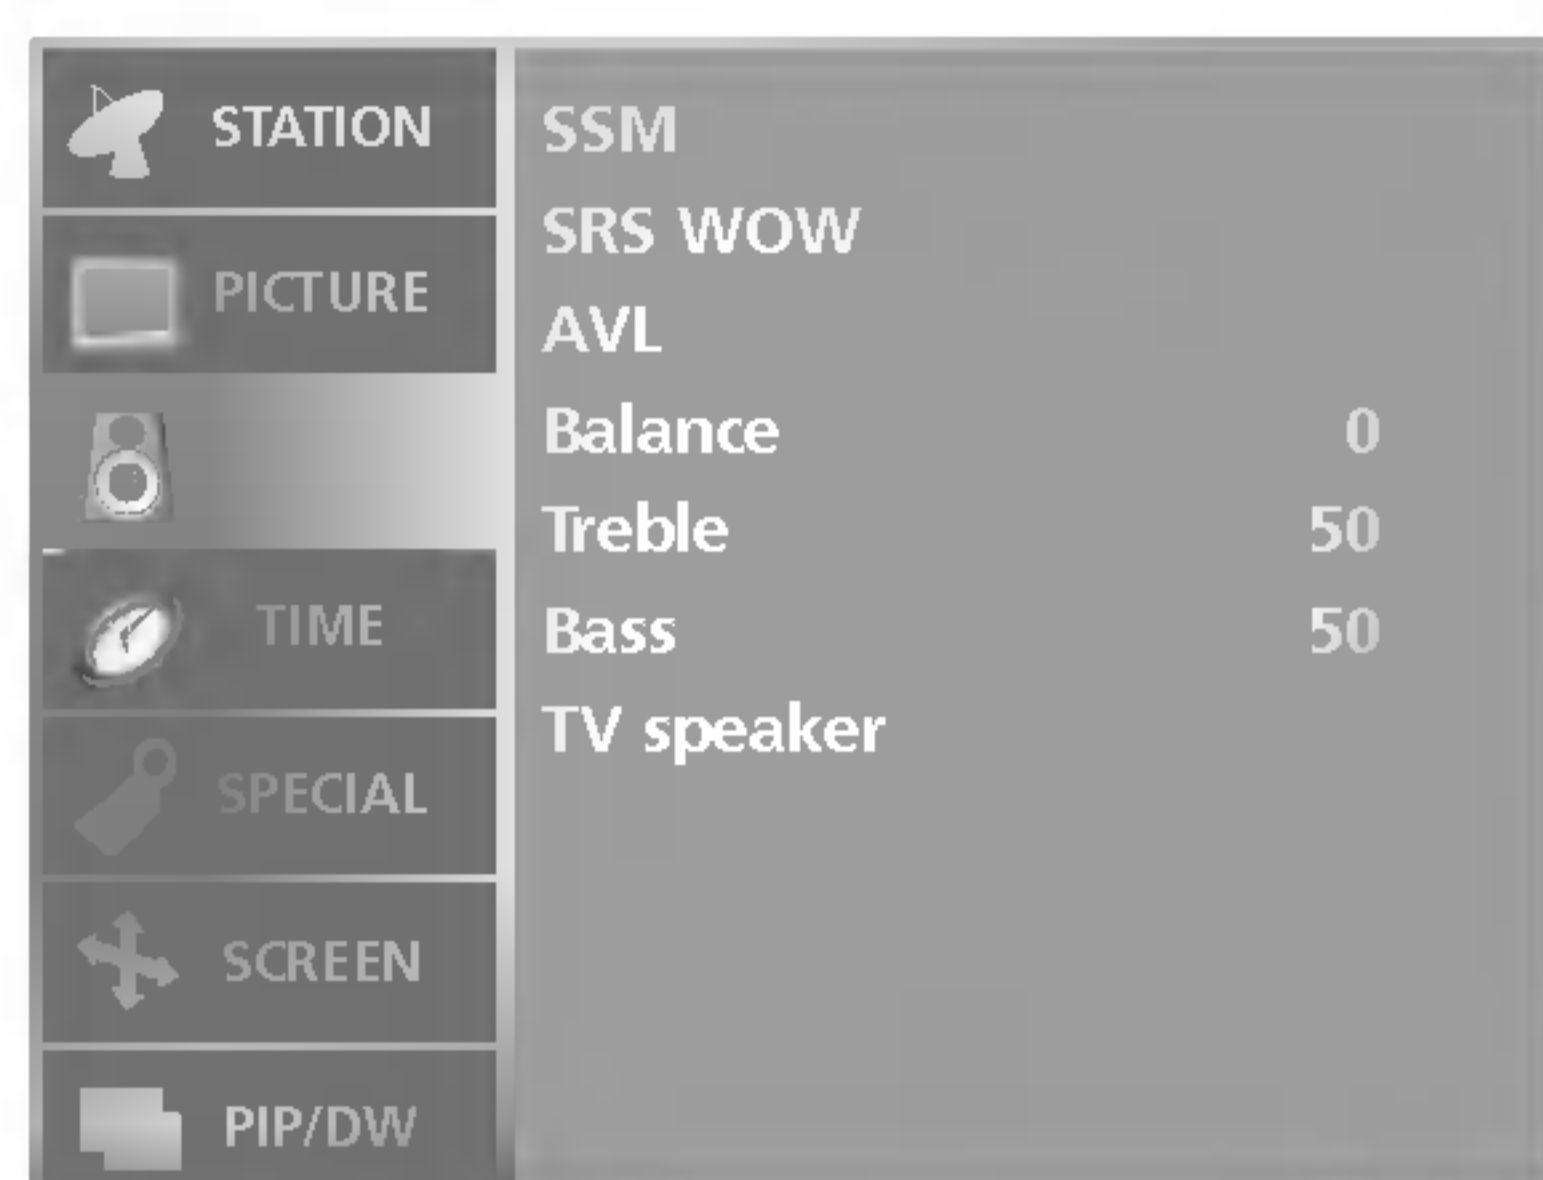 STATION
PICTURE
TIME
SPECIAL
SCREEN
PIP/DW
SSM
SRS WOW
AVL
Balance 0
Treble 50
Bass 50
TV speaker